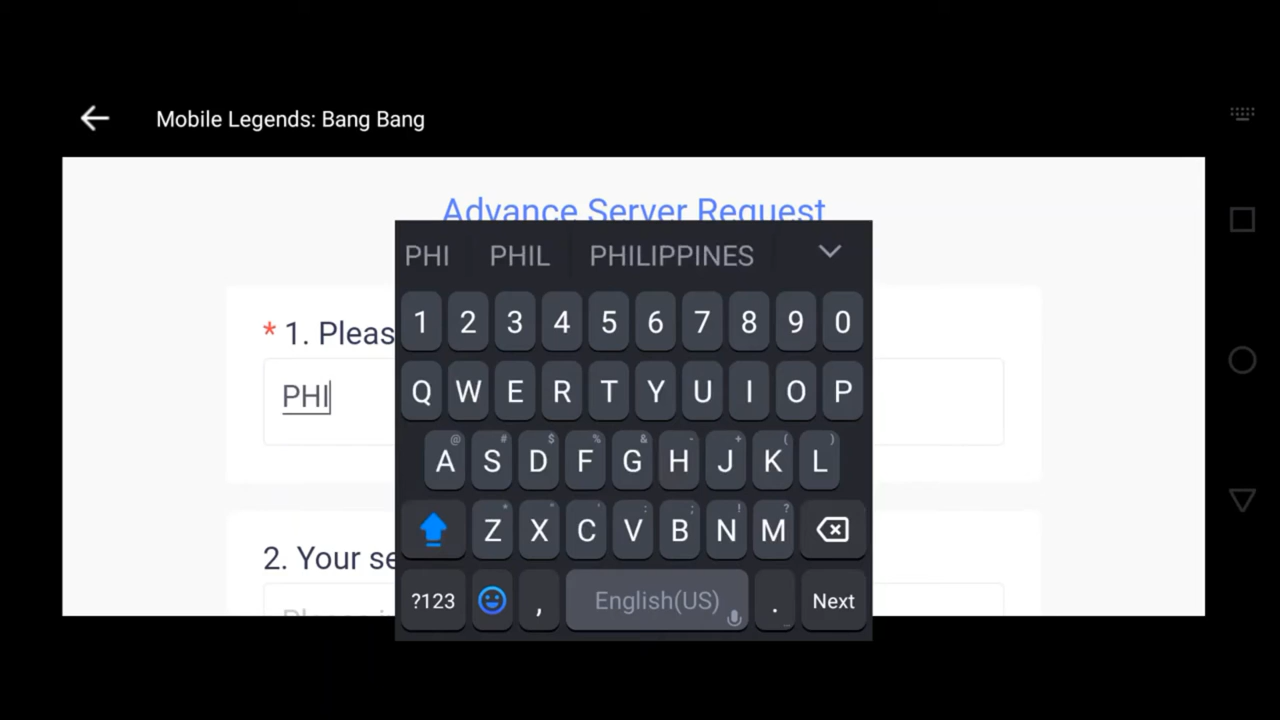 Mobile Legends: Bang Bang
Advance Server Request
PHI PHIL PHILIPPINES
* 1. Pleas
PHI
1 2 3 4 5 6 7 8 9 0
Q W E R T Y U I O P
@ # $ % & - + ( )
A S D F G H J K L
* " ' : ; ! ?
Z X C V B N M
2. Your se
?123 , English(US) . Next